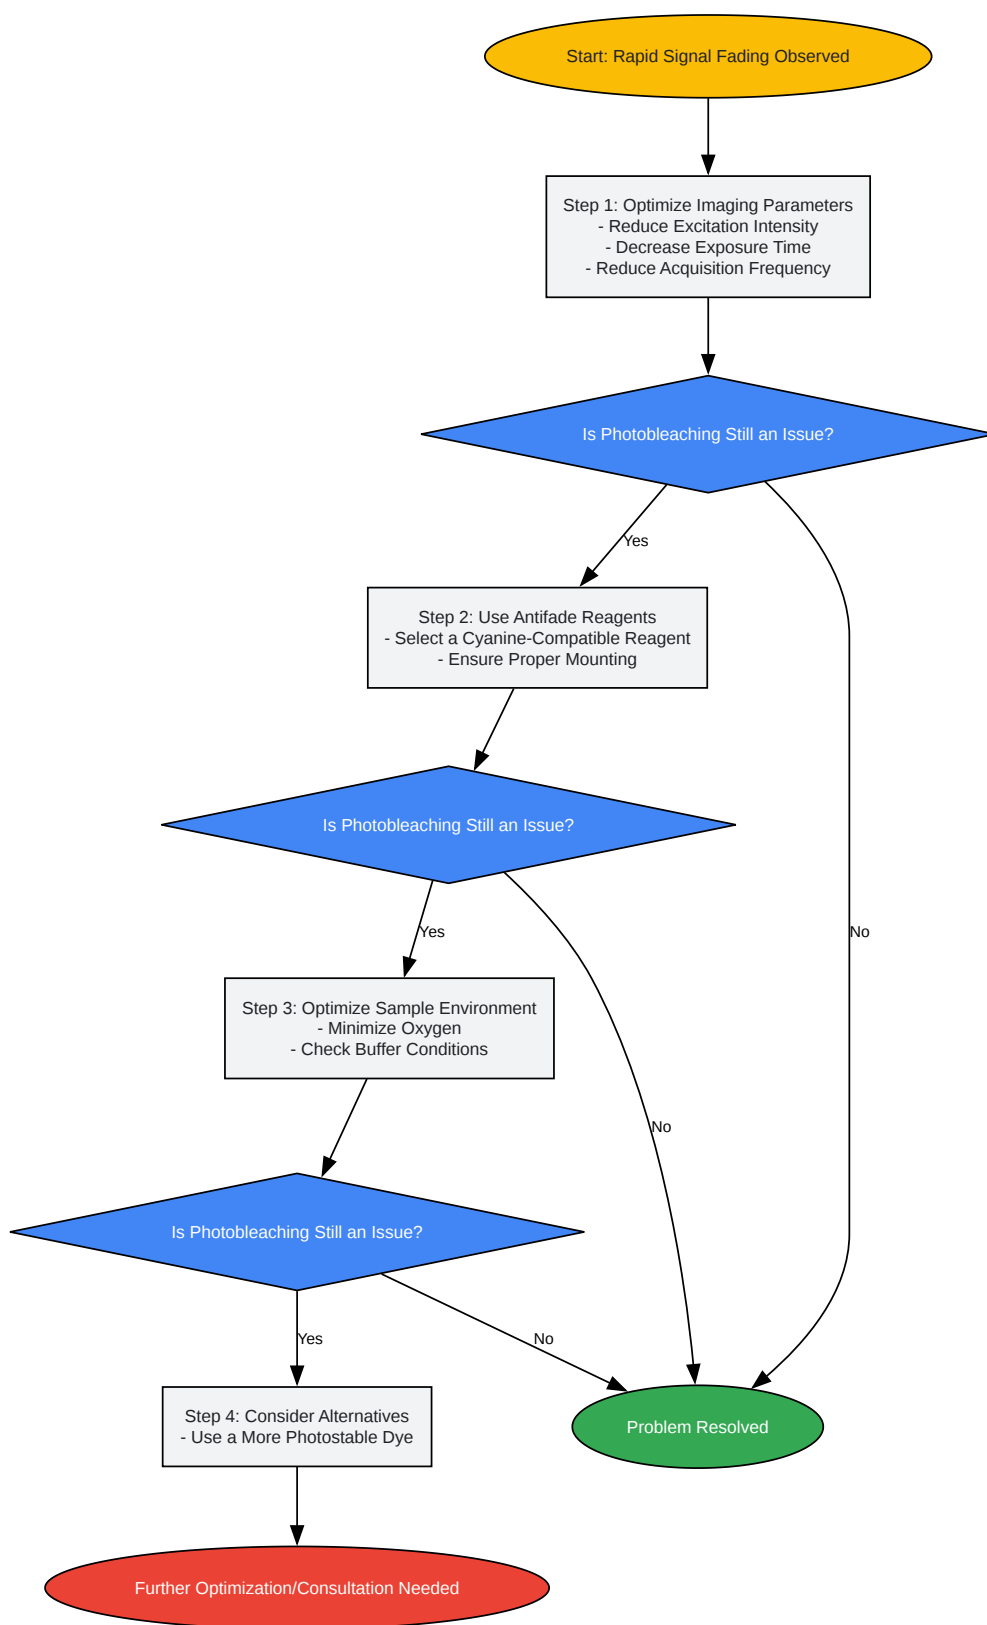 Start: Rapid Signal Fading Observed
Step 1: Optimize Imaging Parameters
- Reduce Excitation Intensity
- Decrease Exposure Time
- Reduce Acquisition Frequency
Is Photobleaching Still an Issue?
Yes
Step 2: Use Antifade Reagents
- Select a Cyanine-Compatible Reagent
- Ensure Proper Mounting
Is Photobleaching Still an Issue?
Yes
No
Step 3: Optimize Sample Environment
- Minimize Oxygen
- Check Buffer Conditions
No
Is Photobleaching Still an Issue?
Yes
No
Step 4: Consider Alternatives
- Use a More Photostable Dye
Problem Resolved
Further Optimization/Consultation Needed